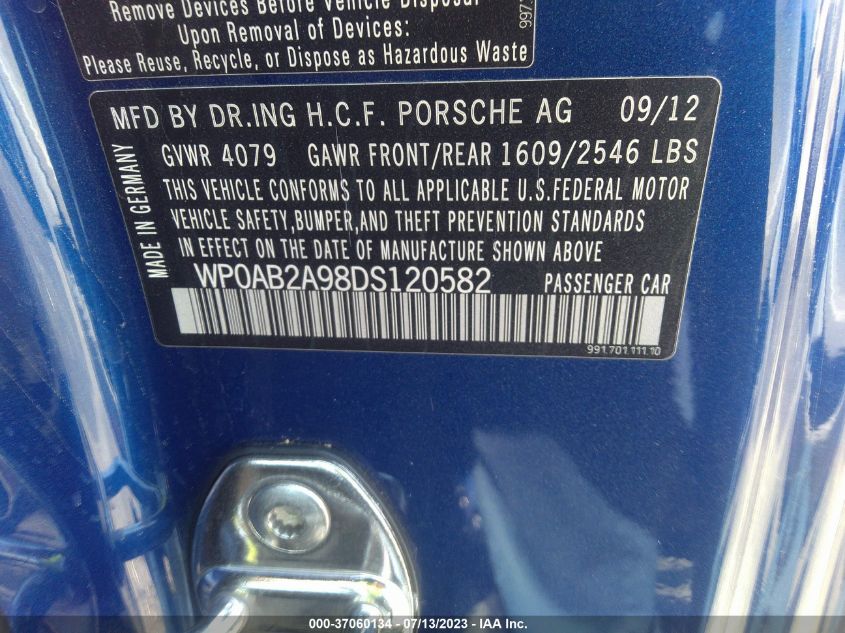 Remove Devices Before Vehicle Disposal
Upon Removal of Devices:
Please Reuse, Recycle, or Dispose as Hazardous Waste
997.
MFD BY DR.ING H.C.F. PORSCHE AG 09/12
GVWR 4079 GAWR FRONT/REAR 1609/2546 LBS
THIS VEHICLE CONFORMS TO ALL APPLICABLE U.S.FEDERAL MOTOR
VEHICLE SAFETY,BUMPER,AND THEFT PREVENTION STANDARDS
IN EFFECT ON THE DATE OF MANUFACTURE SHOWN ABOVE
MADE IN GERMANY
WP0AB2A98DS120582 PASSENGER CAR
991.701.111.10
000-37060134 - 07/13/2023 - IAA Inc.